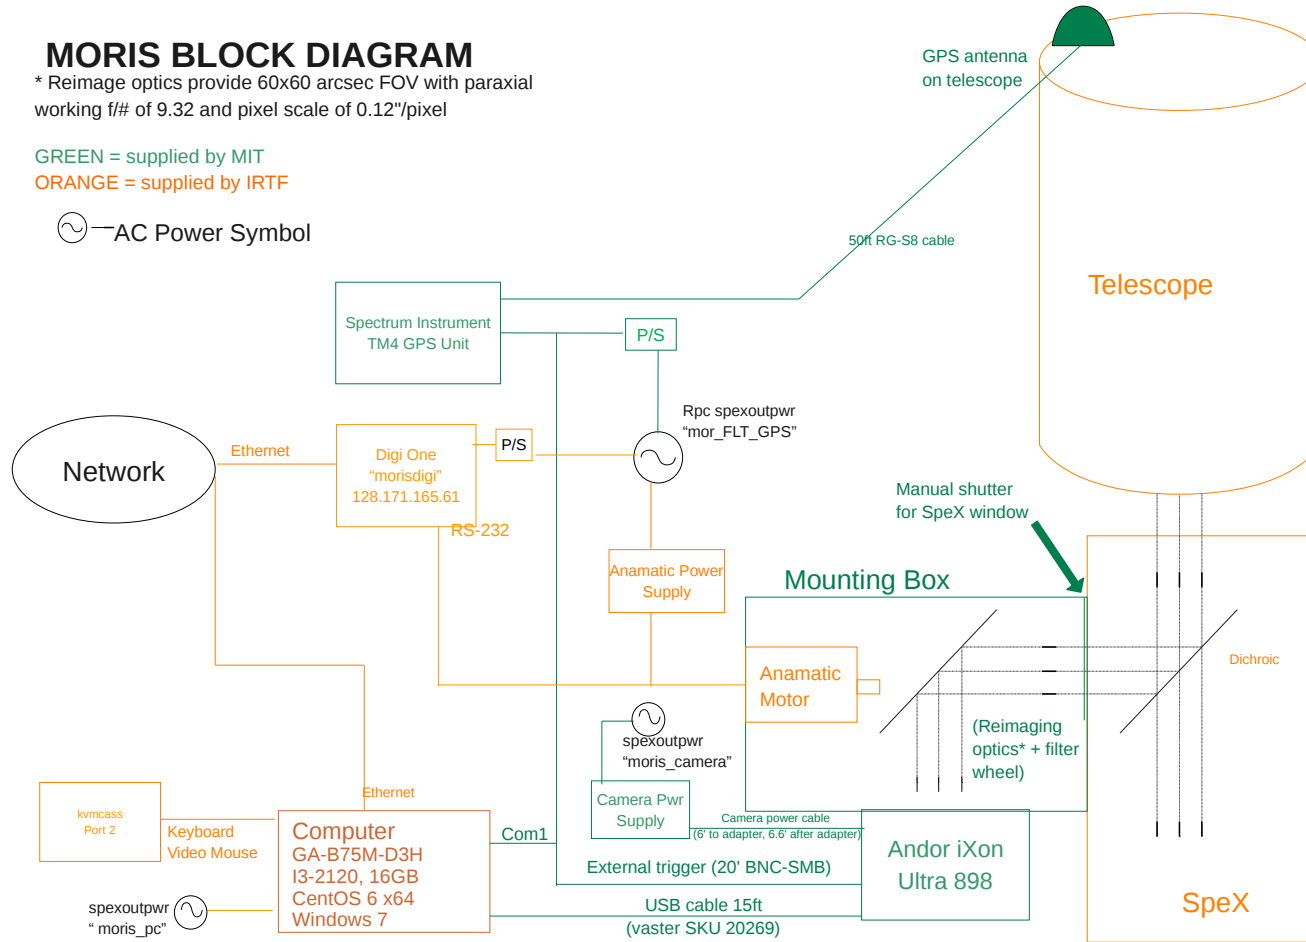 MORIS BLOCK DIAGRAM
* Reimage optics provide 60x60 arcsec FOV with paraxial
working f/# of 9.32 and pixel scale of 0.12"/pixel
GREEN = supplied by MIT
ORANGE = supplied by IRTF
AC Power Symbol
GPS antenna
on telescope
50ft RG-S8 cable
Telescope
Spectrum Instrument
TM4 GPS Unit
P/S
Rpc spexoutpwr
“mor_FLT_GPS”
Network
Ethernet
Digi One
“morisdigi”
128.171.165.61
P/S
RS-232
Manual shutter
for SpeX window
Anamatic Power
Supply
Mounting Box
Anamatic
Motor
Dichroic
(Reimaging
optics* + filter
wheel)
spexoutpwr
“moris_camera”
Camera Pwr
Supply
Camera power cable
(6' to adapter, 6.6' after adapter)
Ethernet
kvmcass
Port 2
Keyboard
Video Mouse
Computer
GA-B75M-D3H
I3-2120, 16GB
CentOS 6 x64
Windows 7
Com1
External trigger (20' BNC-SMB)
Andor iXon
Ultra 898
USB cable 15ft
(vaster SKU 20269)
spexoutpwr
“ moris_pc”
SpeX